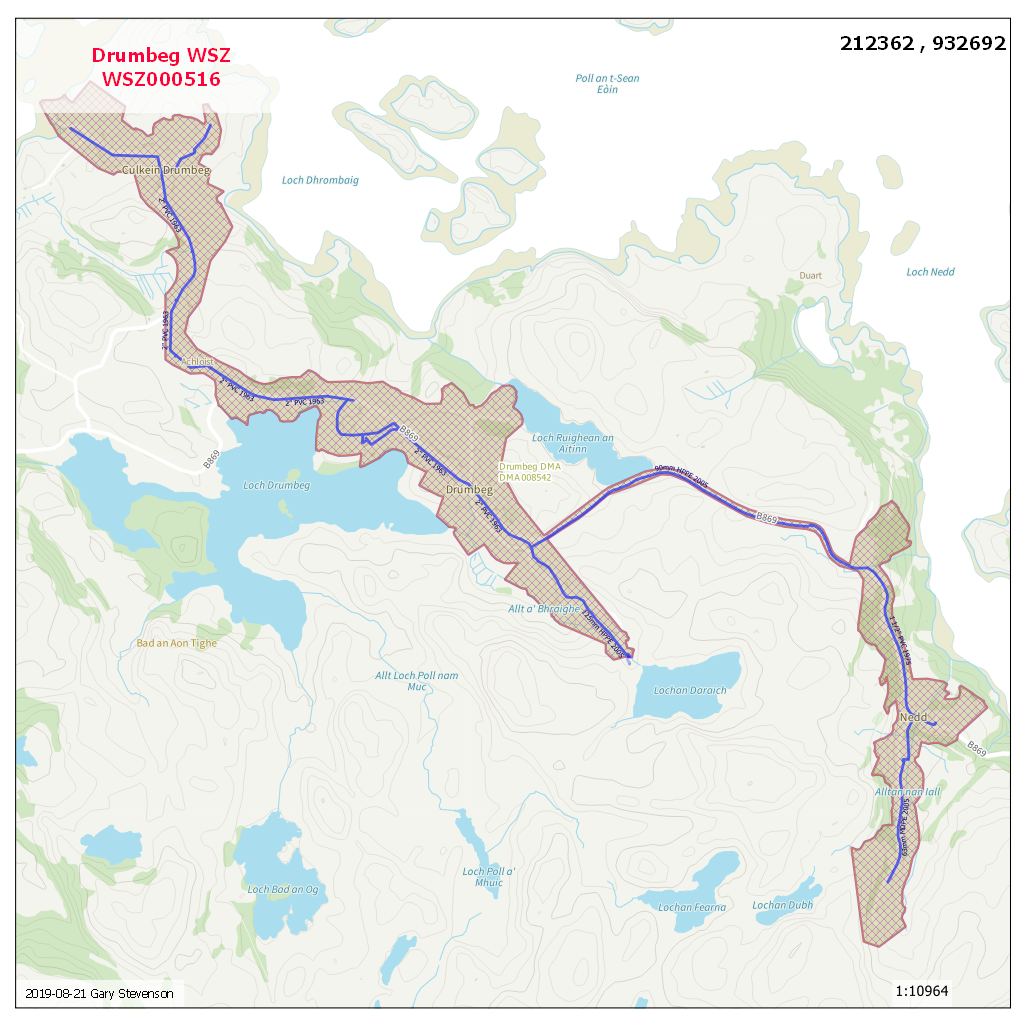 Drumbeg WSZ
WSZ000516
212362 , 932692
Poll an t-Sean
Eòin
Loch Dhrombaig
Culkein Drumbeg
2" PVC 1963
Loch Nedd
Duart
2" PVC 1963
Achloist
2" PVC 1963
2" PVC 1963
B869
2" PVC 1963
Loch Ruighean an
Aitinn
B869
Drumbeg DMA
DMA008542
90mm HPPE 2005
Loch Drumbeg
Drumbeg
2" PVC 1963
B869
Allt a' Bhraighe
125mm HPPE 2005
1 1/2" PVC 1975
Bad an Aon Tighe
Allt Loch Poll nam
Muc
Lochan Daraich
Nedd
B869
Alltan nan lall
63mm MDPE 2005
Loch Poll a'
Mhuic
Loch Bad an Og
Lochan Fearna
Lochan Dubh
2019-08-21 Gary Stevenson
1:10964